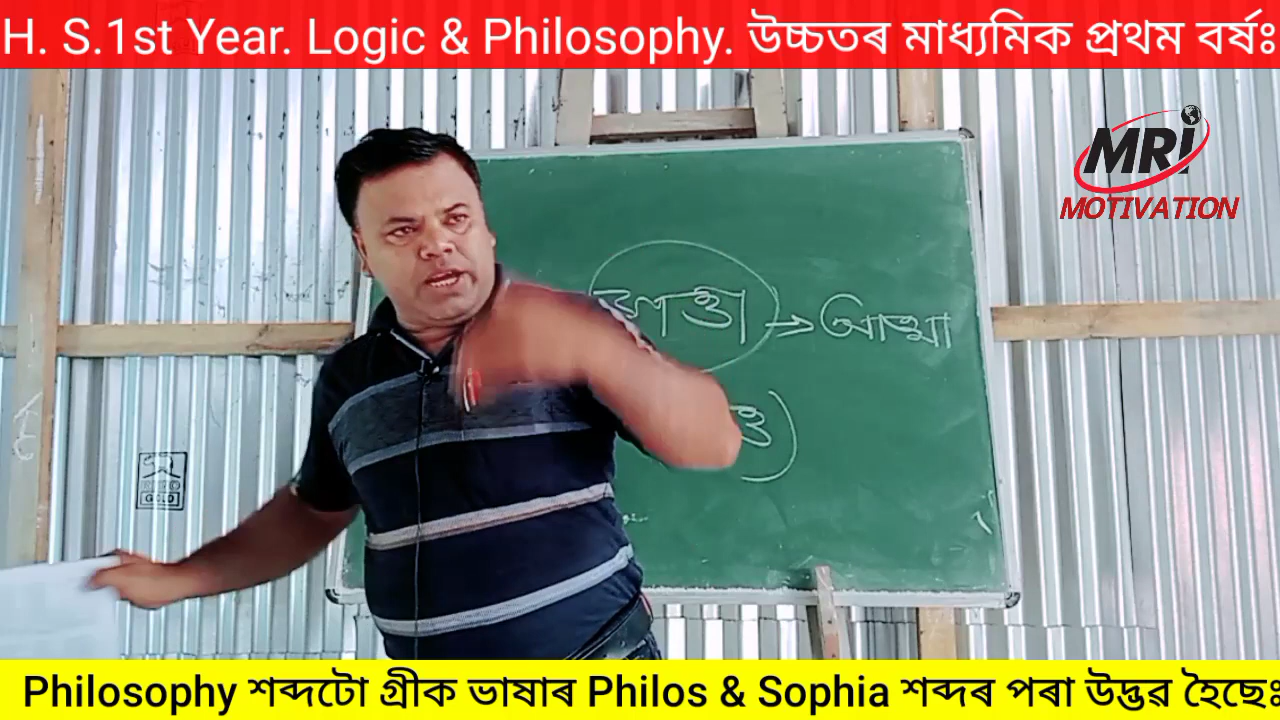 H. S.1st Year. Logic & Philosophy. উচ্চতৰ মাধ্যমিক প্ৰথম বৰ্ষঃ
MRI
MOTIVATION
→ আত্মা
GOLD
Philosophy শব্দটো গ্ৰীক ভাষাৰ Philos & Sophia শব্দৰ পৰা উদ্ভৱ হৈছেঃ